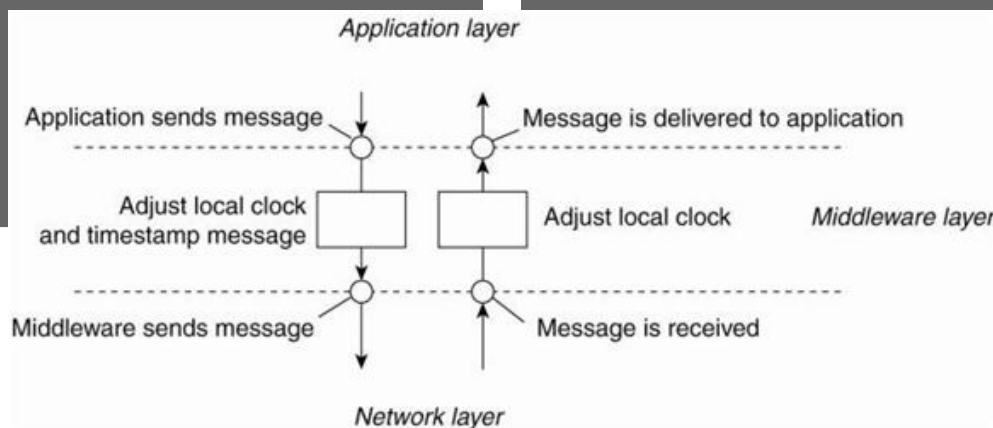 Application layer
Application sends message
Message is delivered to application
Adjust local clock
and timestamp message
Adjust local clock
Middleware layer
Middleware sends message
Message is received
Network layer